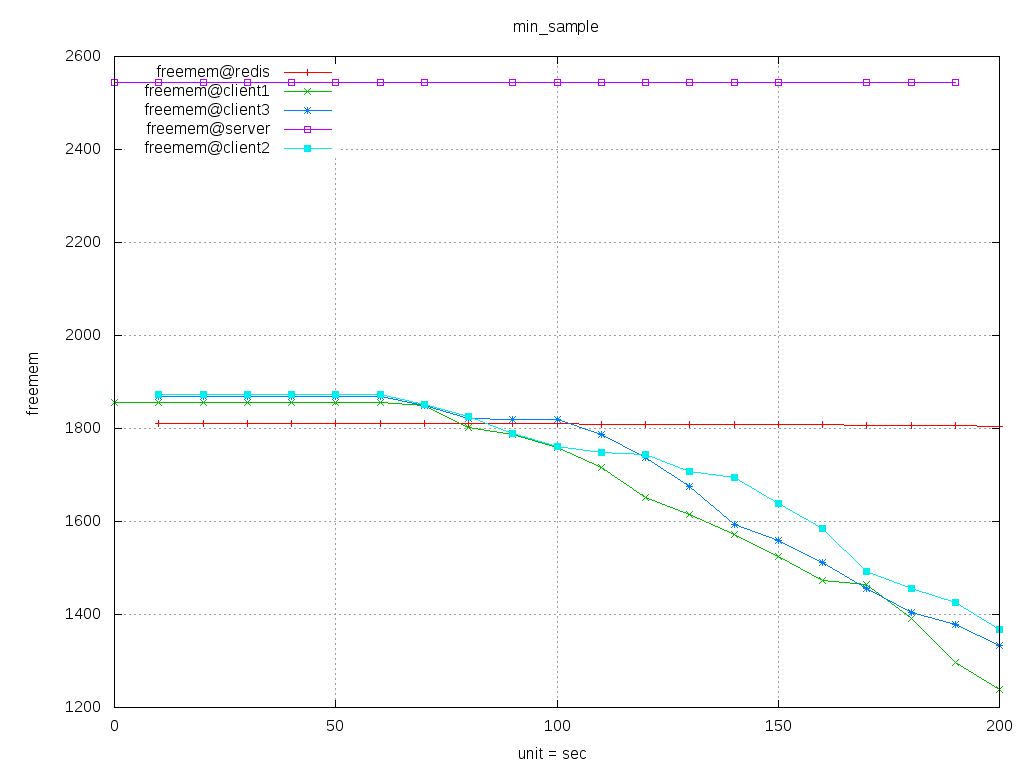 min_sample
2600
2400
2200
2000
1800
1600
1400
1200
freemem
freemem@redis
freemem@client1
freemem@client3
freemem@server
freemem@client2
0 50 100 150 200
unit = sec